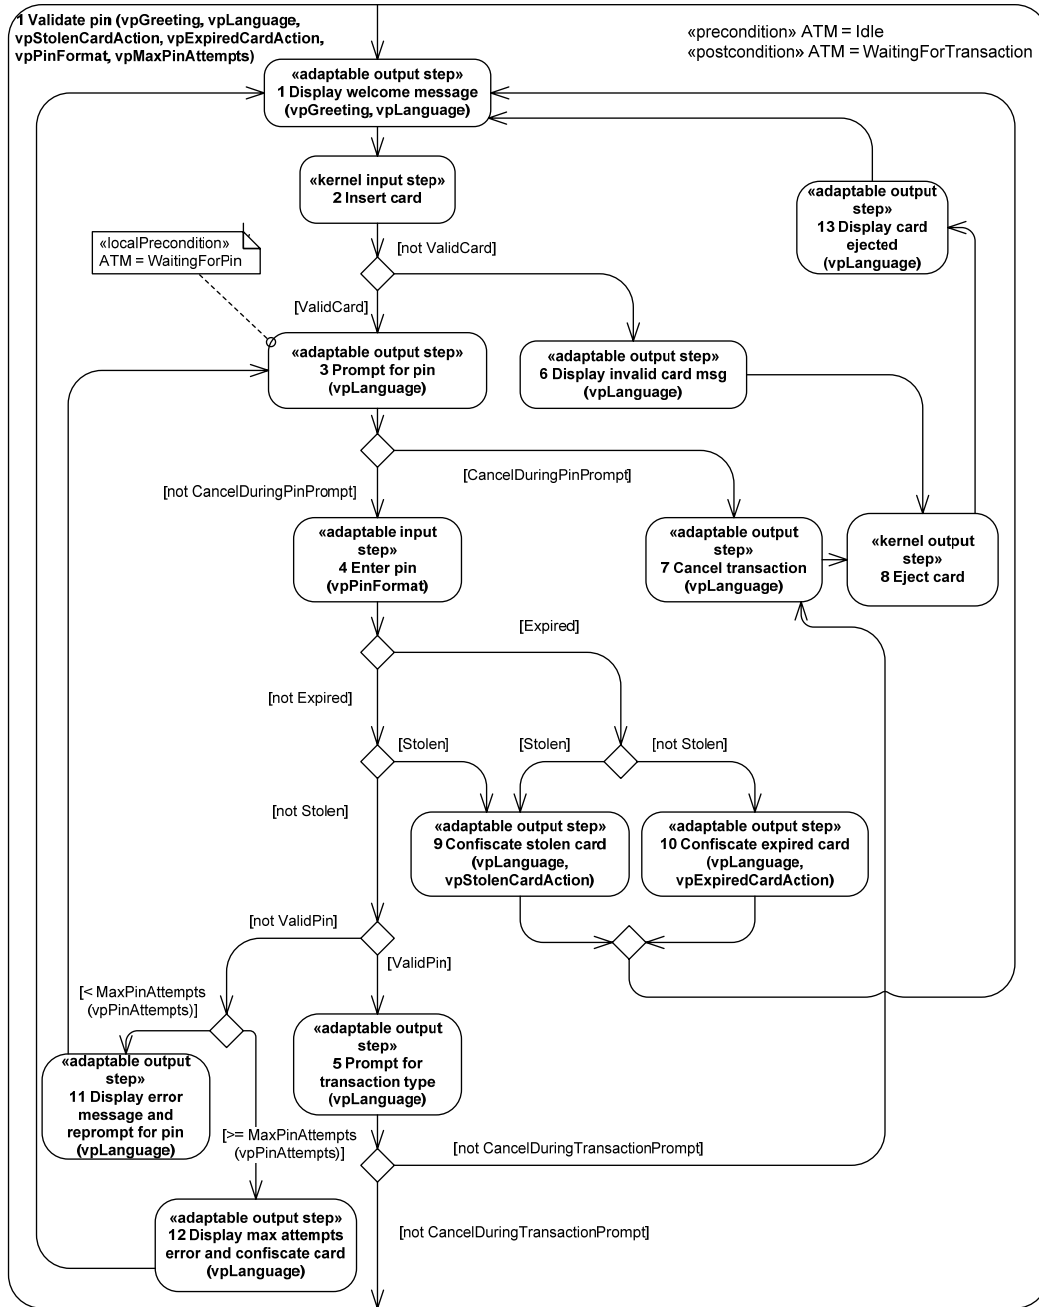 1 Validate pin (vpGreeting, vpLanguage,
vpStolenCardAction, vpExpiredCardAction,
vpPinFormat, vpMaxPinAttempts)
«precondition» ATM = Idle
«postcondition» ATM = WaitingForTransaction
«adaptable output step»
1 Display welcome message
(vpGreeting, vpLanguage)
«kernel input step»
2 Insert card
«adaptable output
step»
13 Display card
ejected
(vpLanguage)
«localPrecondition»
ATM = WaitingForPin
[not ValidCard]
[ValidCard]
«adaptable output step»
3 Prompt for pin
(vpLanguage)
«adaptable output step»
6 Display invalid card msg
(vpLanguage)
[CancelDuringPinPrompt]
[not CancelDuringPinPrompt]
«adaptable input
step»
4 Enter pin
(vpPinFormat)
«adaptable output
step»
7 Cancel transaction
(vpLanguage)
«kernel output
step»
8 Eject card
[Expired]
[not Expired]
[Stolen]
[Stolen]
[not Stolen]
[not Stolen]
«adaptable output step»
9 Confiscate stolen card
(vpLanguage,
vpStolenCardAction)
«adaptable output step»
10 Confiscate expired card
(vpLanguage,
vpExpiredCardAction)
[not ValidPin]
[ValidPin]
[< MaxPinAttempts
(vpPinAttempts)]
«adaptable output
step»
11 Display error
message and
reprompt for pin
(vpLanguage)
«adaptable output
step»
5 Prompt for
transaction type
(vpLanguage)
[>= MaxPinAttempts
(vpPinAttempts)]
[not CancelDuringTransactionPrompt]
«adaptable output step»
12 Display max attempts
error and confiscate card
(vpLanguage)
[not CancelDuringTransactionPrompt]